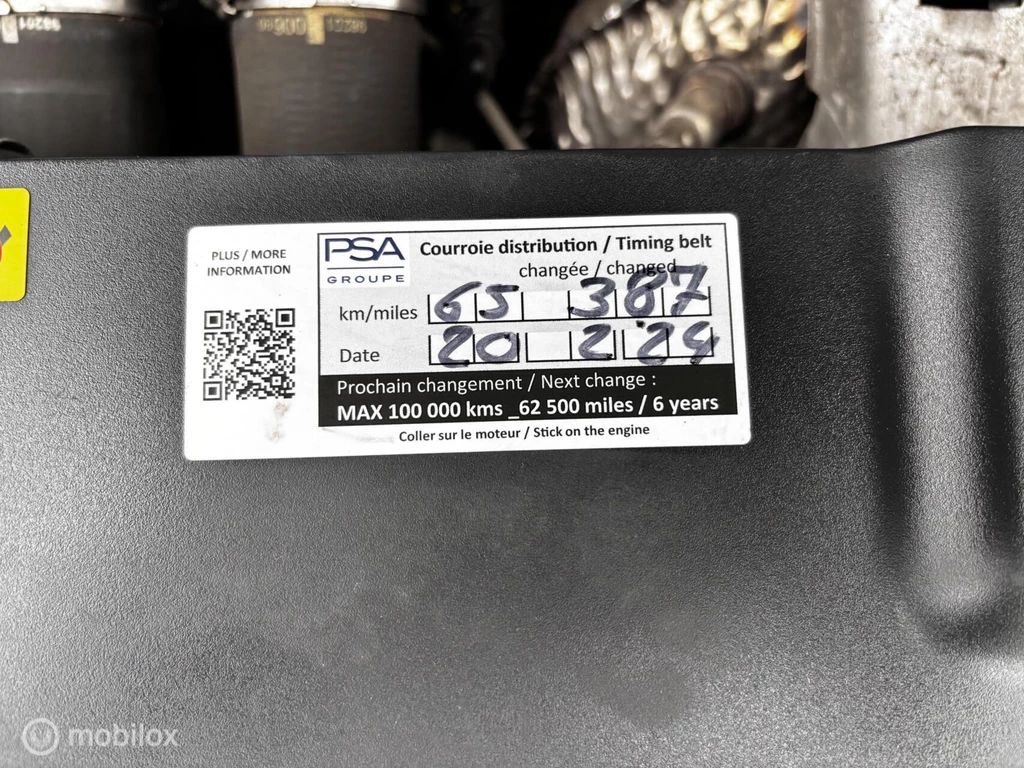 PLUS / MORE
INFORMATION
PSA
GROUPE
Courroie distribution / Timing belt
changée / changed
km/miles 65 387
Date 20 2 24
Prochain changement / Next change :
MAX 100 000 kms _62 500 miles / 6 years
Coller sur le moteur / Stick on the engine
mobilox